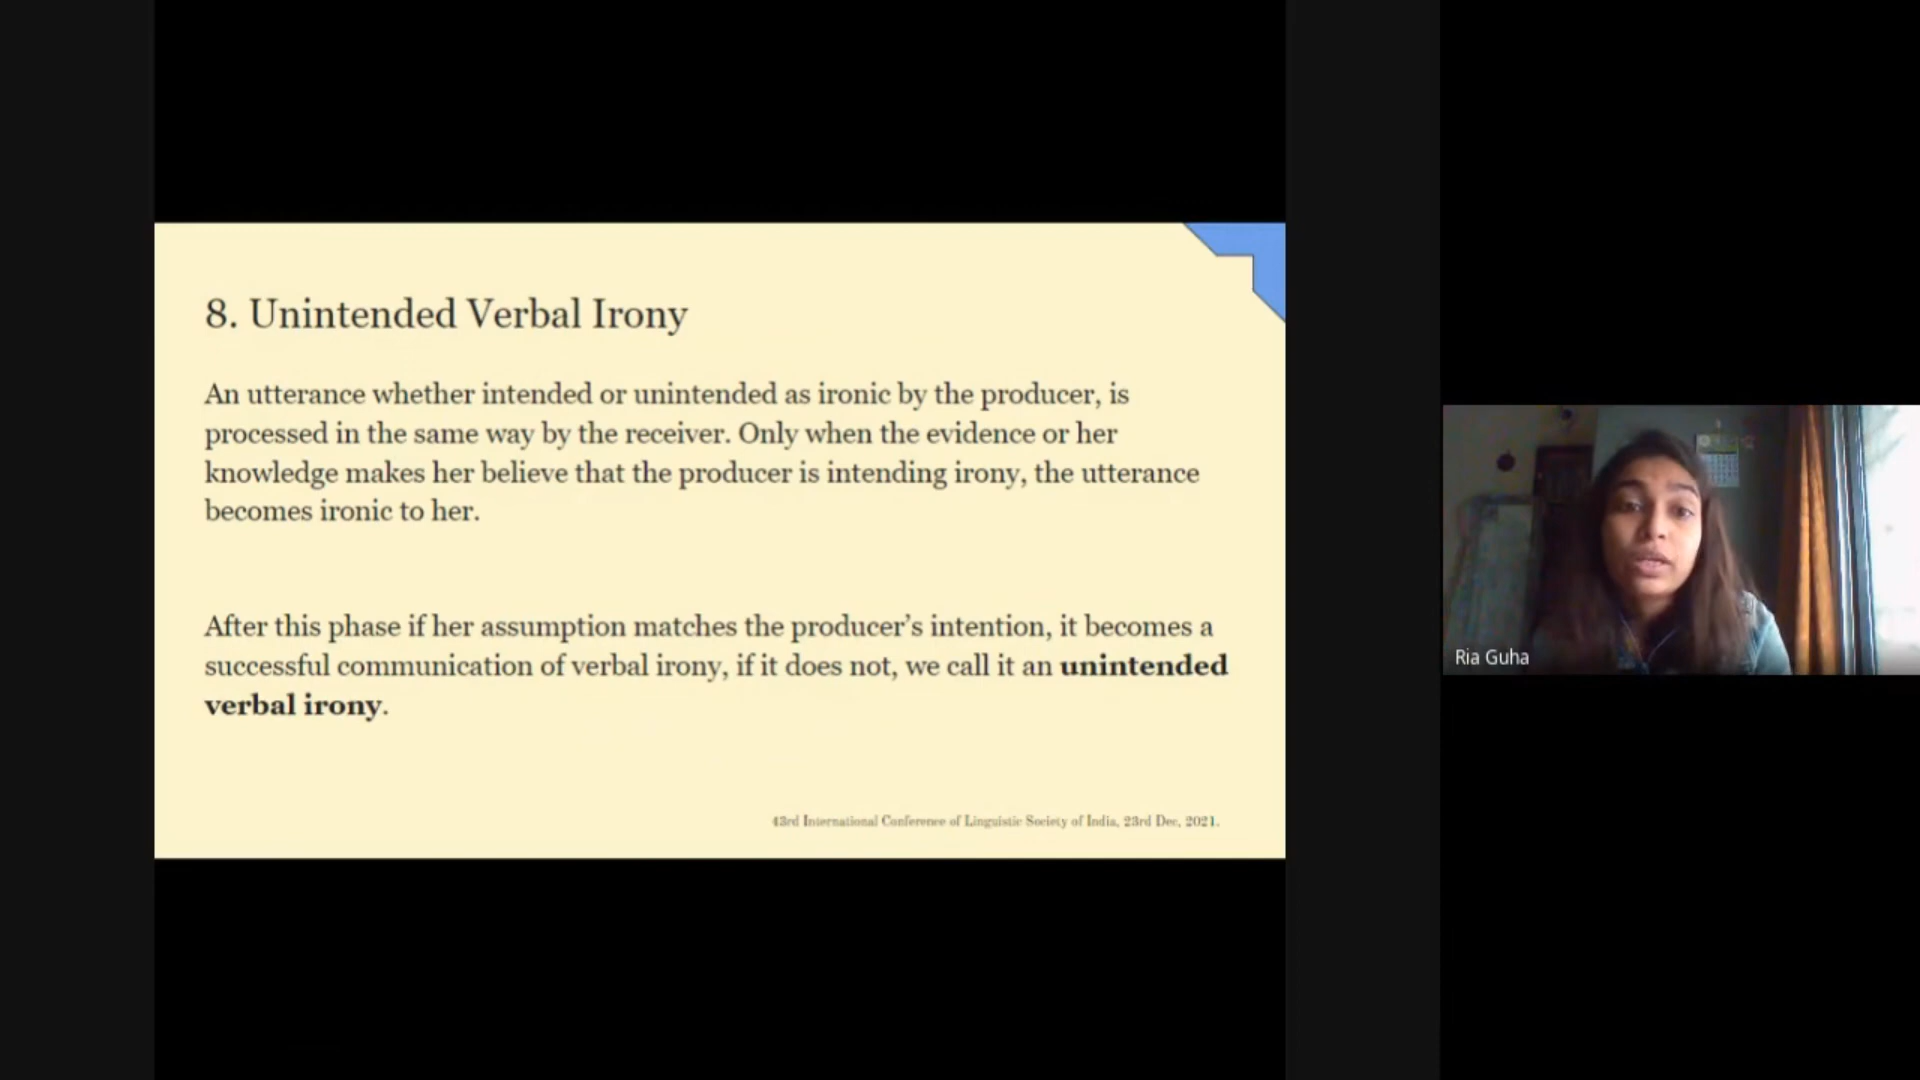 8. Unintended Verbal Irony
An utterance whether intended or unintended as ironic by the producer, is
processed in the same way by the receiver. Only when the evidence or her
knowledge makes her believe that the producer is intending irony, the utterance
becomes ironic to her.
After this phase if her assumption matches the producer’s intention, it becomes a
successful communication of verbal irony, if it does not, we call it an unintended
verbal irony.
43rd International Conference of Linguistic Society of India, 23rd Dec, 2021.
Ria Guha